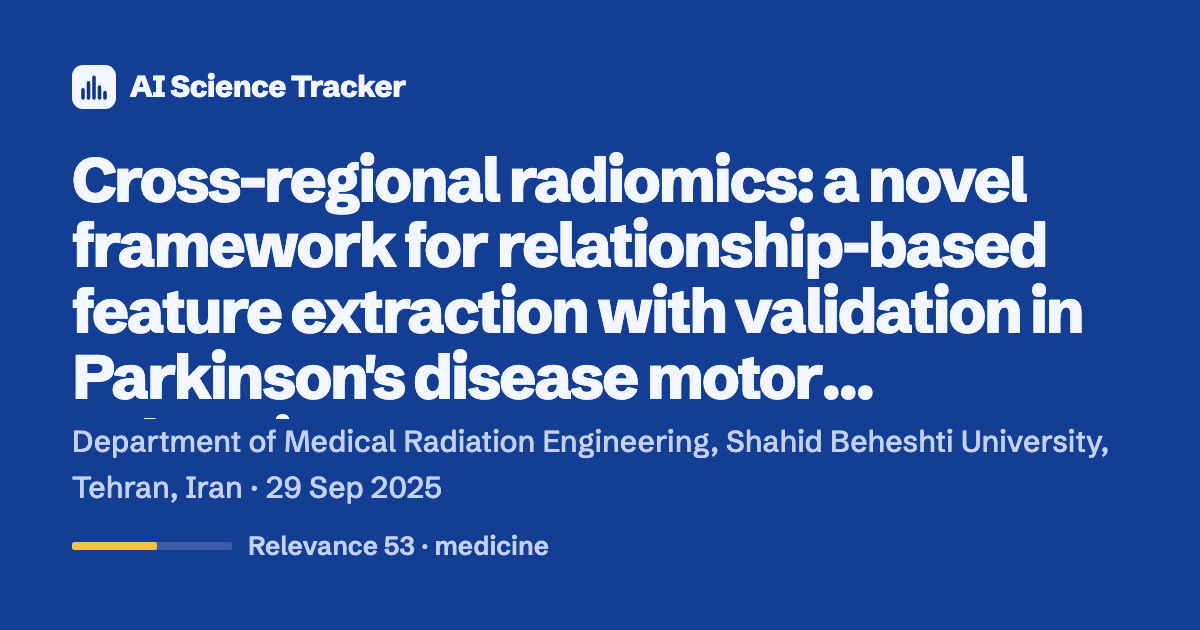 AI Science Tracker
Cross-regional radiomics: a novel
framework for relationship-based
feature extraction with validation in
Parkinson's disease motor...
Department of Medical Radiation Engineering, Shahid Beheshti University,
Tehran, Iran · 29 Sep 2025
Relevance 53 · medicine